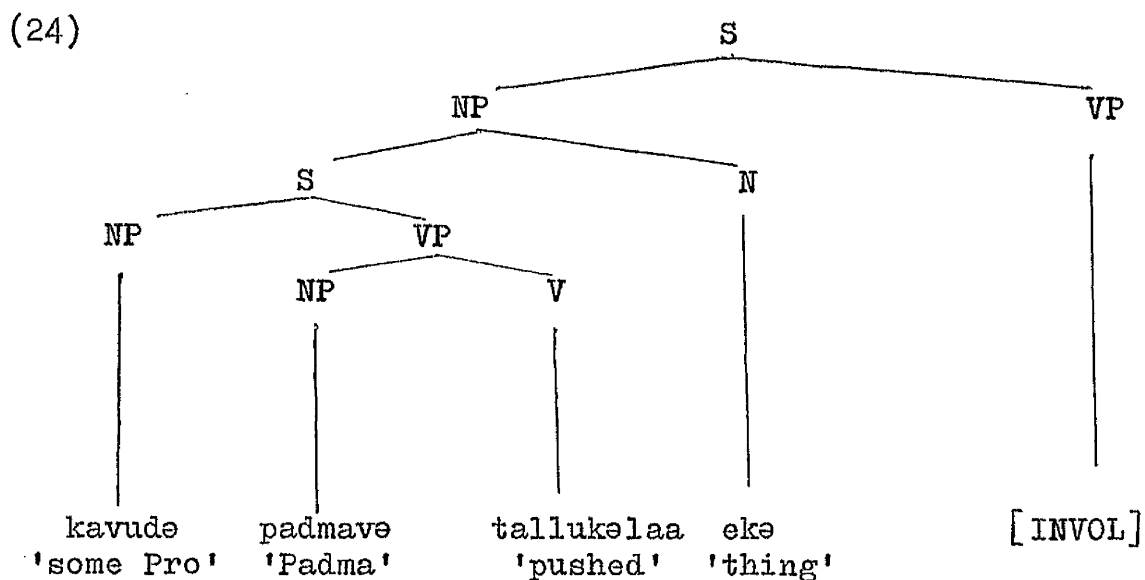 (24)
S
NP VP
S N
NP VP
NP V
kavudə padmavə tallukəlaa ekə [INVOL]
'some Pro' 'Padma' 'pushed' 'thing'